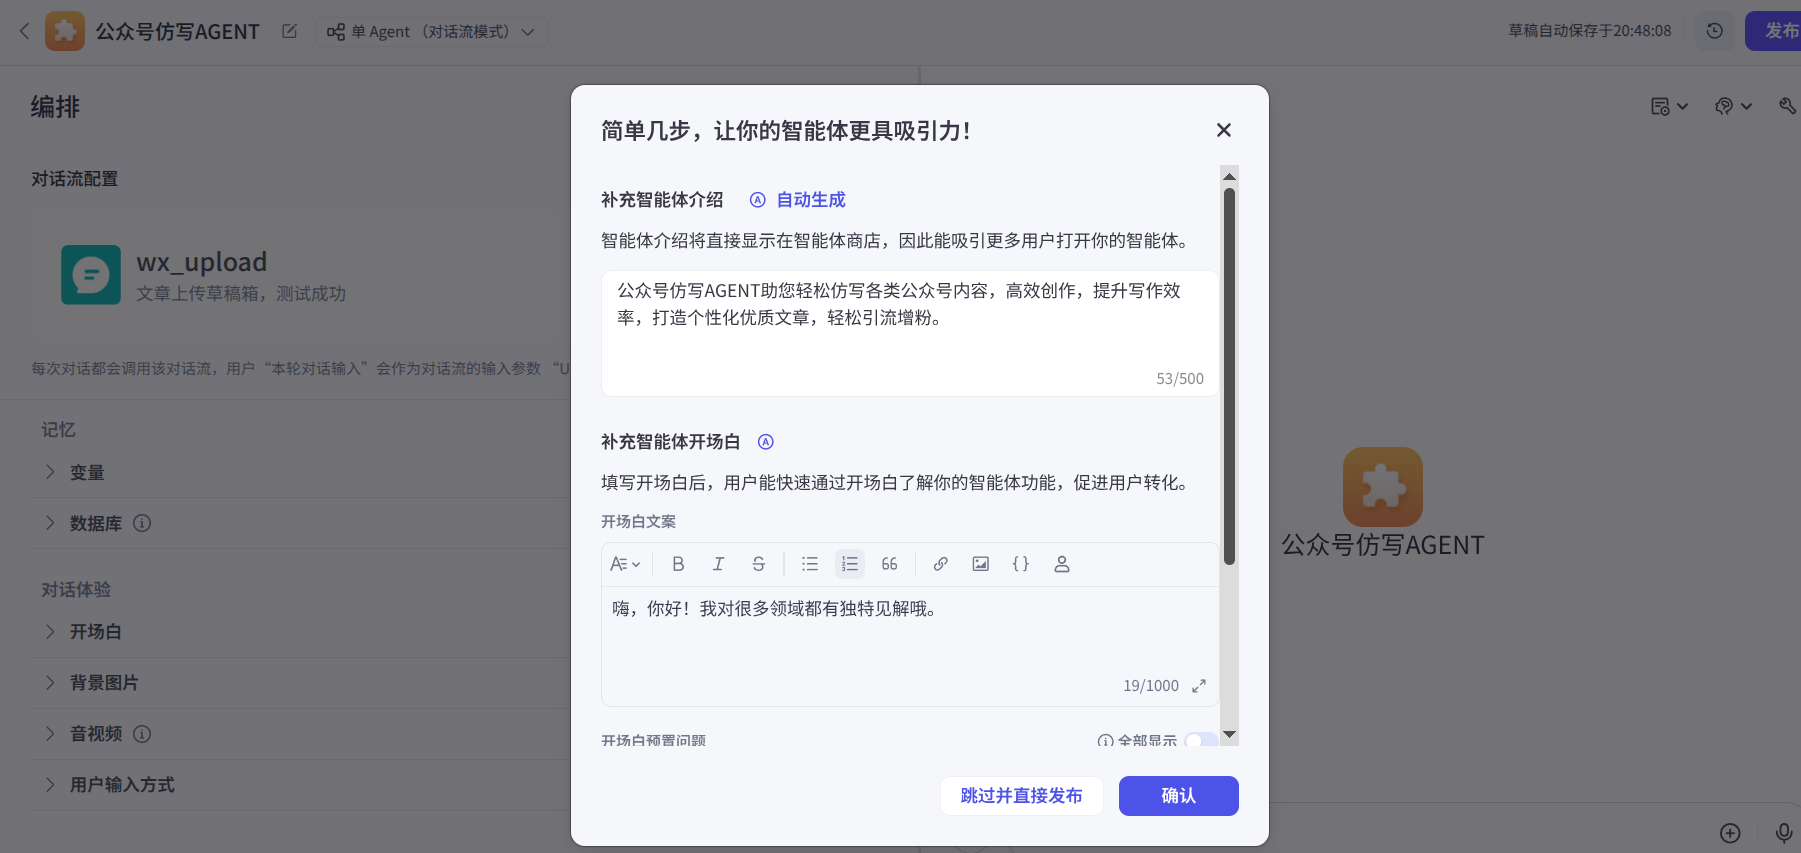 公众号仿写AGENT
单 Agent （对话流模式）
草稿自动保存于20:48:08
发布
编排
对话流配置
wx_upload
文章上传草稿箱，测试成功
每次对话都会调用该对话流，用户“本轮对话输入”会作为对话流的输入参数 “U
记忆
变量
数据库
对话体验
开场白
背景图片
音视频
用户输入方式
简单几步，让你的智能体更具吸引力！
补充智能体介绍
自动生成
智能体介绍将直接显示在智能体商店，因此能吸引更多用户打开你的智能体。
公众号仿写AGENT助您轻松仿写各类公众号内容，高效创作，提升写作效
率，打造个性化优质文章，轻松引流增粉。
53/500
补充智能体开场白
填写开场白后，用户能快速通过开场白了解你的智能体功能，促进用户转化。
开场白文案
嗨，你好！我对很多领域都有独特见解哦。
19/1000
开场白预置问题
全部显示
跳过并直接发布
确认
公众号仿写AGENT